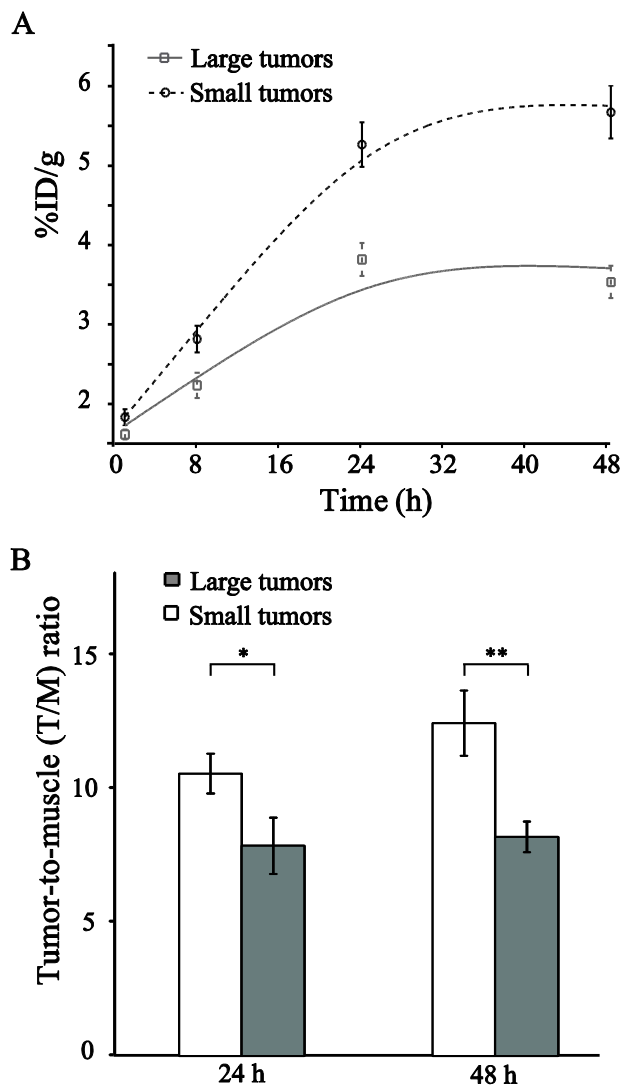 A
Large tumors
Small tumors
6
5
4
3
2
%ID/g
0 8 16 24 32 40 48
Time (h)
B
Large tumors
Small tumors
15
10
5
0
Tumor-to-muscle (T/M) ratio
* **
24 h 48 h